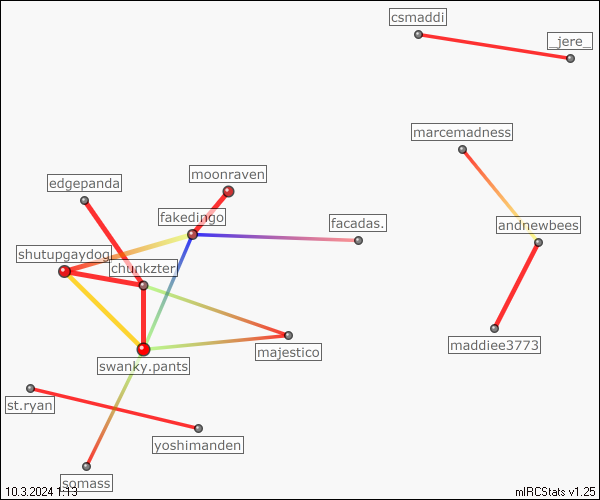 csmaddi
_jere_
marcemadness
moonraven
edgepanda
fakedingo
facadas.
andnewbees
shutupgaydog
chunkzter
maddiee3773
majestico
swanky.pants
st.ryan
yoshimanden
somass
10.3.2024 1:13
mIRCStats v1.25